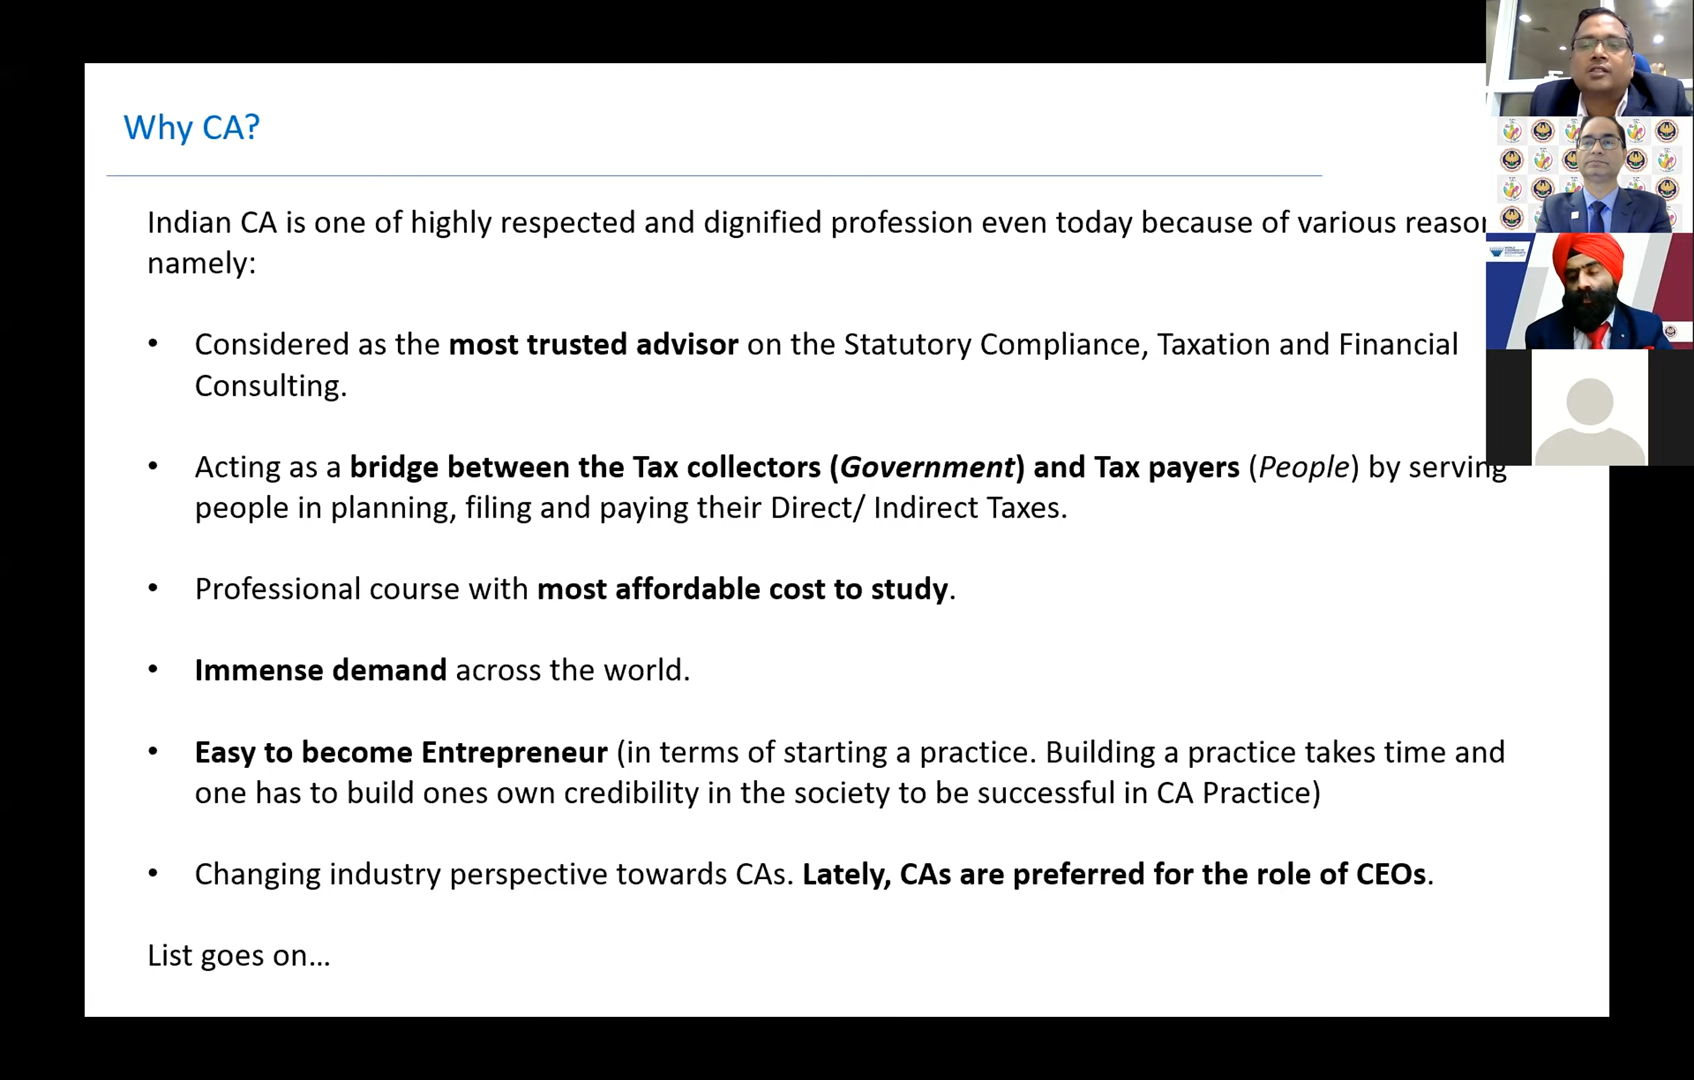 Why CA?
Indian CA is one of highly respected and dignified profession even today because of various
namely:
• Considered as the most trusted advisor on the Statutory Compliance, Taxation and Financial
Consulting.
• Acting as a bridge between the Tax collectors (Government) and Tax payers (People) by serving
people in planning, filing and paying their Direct/ Indirect Taxes.
• Professional course with most affordable cost to study.
• Immense demand across the world.
• Easy to become Entrepreneur (in terms of starting a practice. Building a practice takes time and
one has to build ones own credibility in the society to be successful in CA Practice)
• Changing industry perspective towards CAs. Lately, CAs are preferred for the role of CEOs.
List goes on...